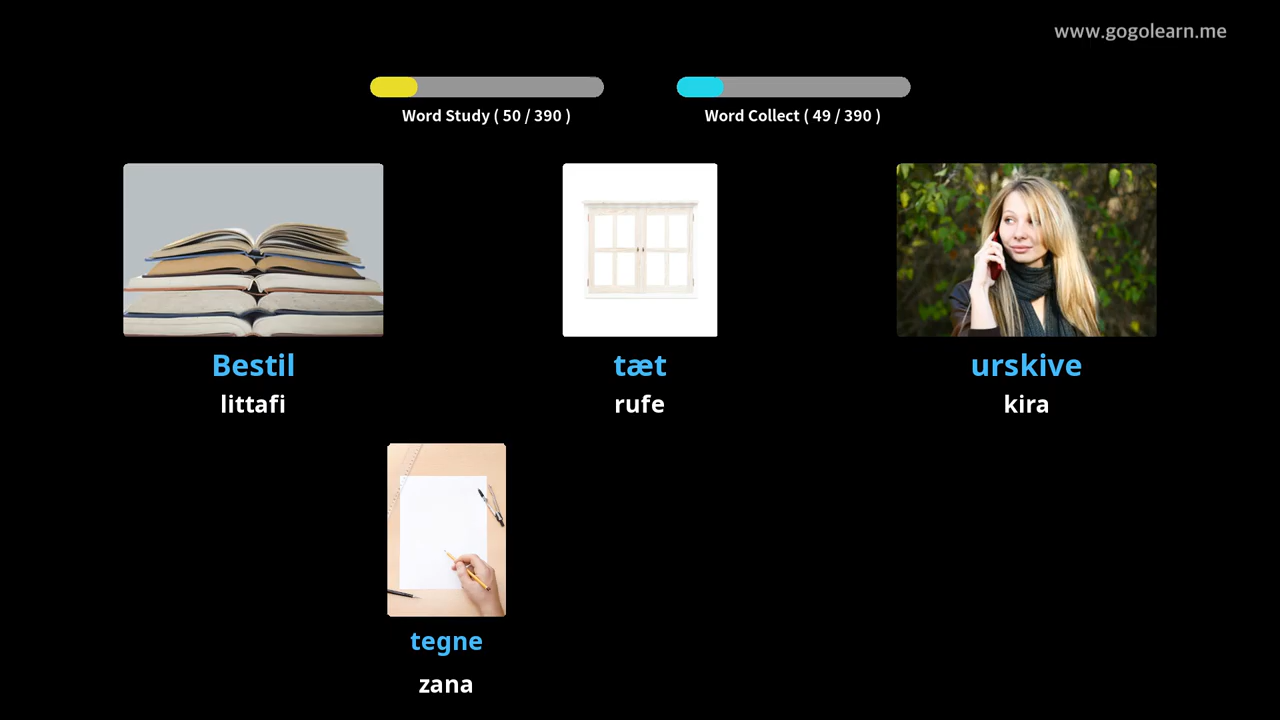 www.gogolearn.me
Word Study ( 50 / 390 )
Word Collect ( 49 / 390 )
Bestil
littafi
tæt
rufe
urskive
kira
tegne
zana